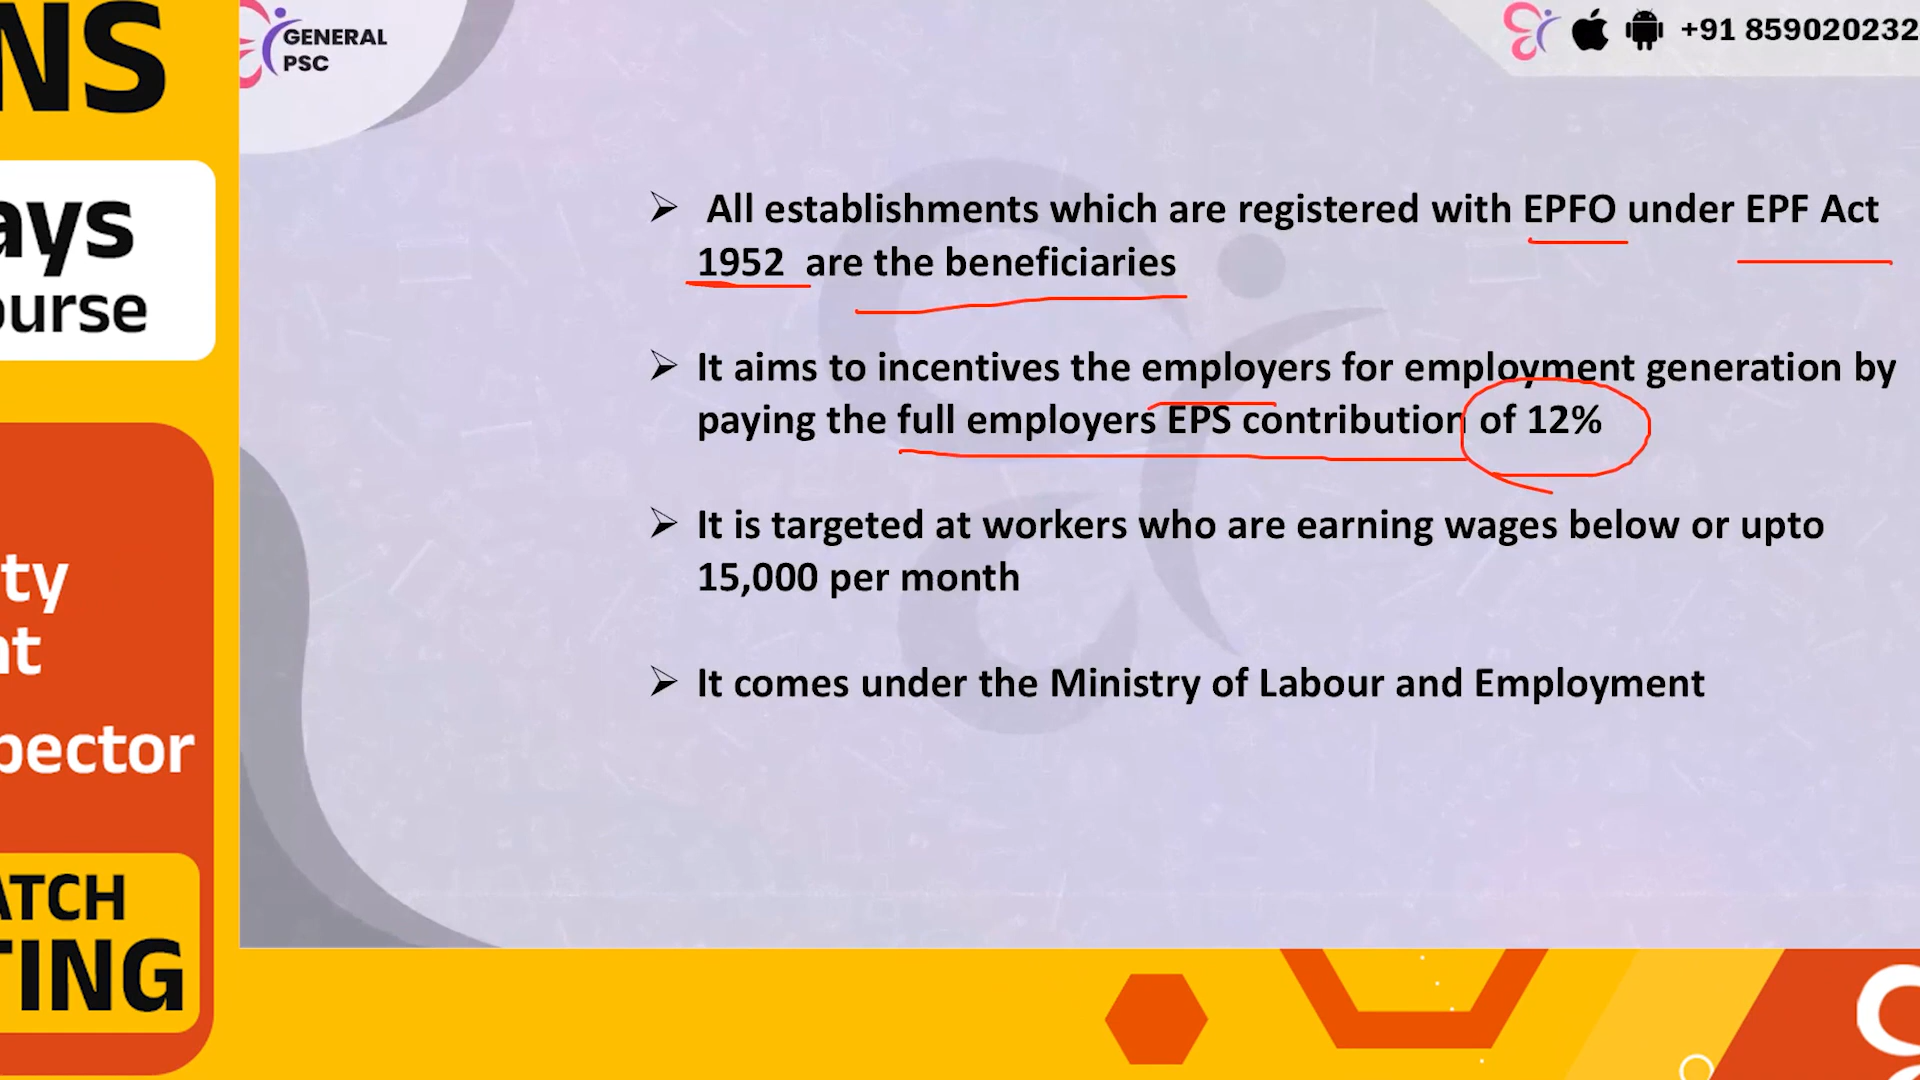 NS
ays
ourse
ty
nt
pector
ATCH
TING
GENERAL
PSC
+91 859020232
➢ All establishments which are registered with EPFO under EPF Act
1952 are the beneficiaries
➢ It aims to incentives the employers for employment generation by
paying the full employers EPS contribution of 12%
➢ It is targeted at workers who are earning wages below or upto
15,000 per month
➢ It comes under the Ministry of Labour and Employment